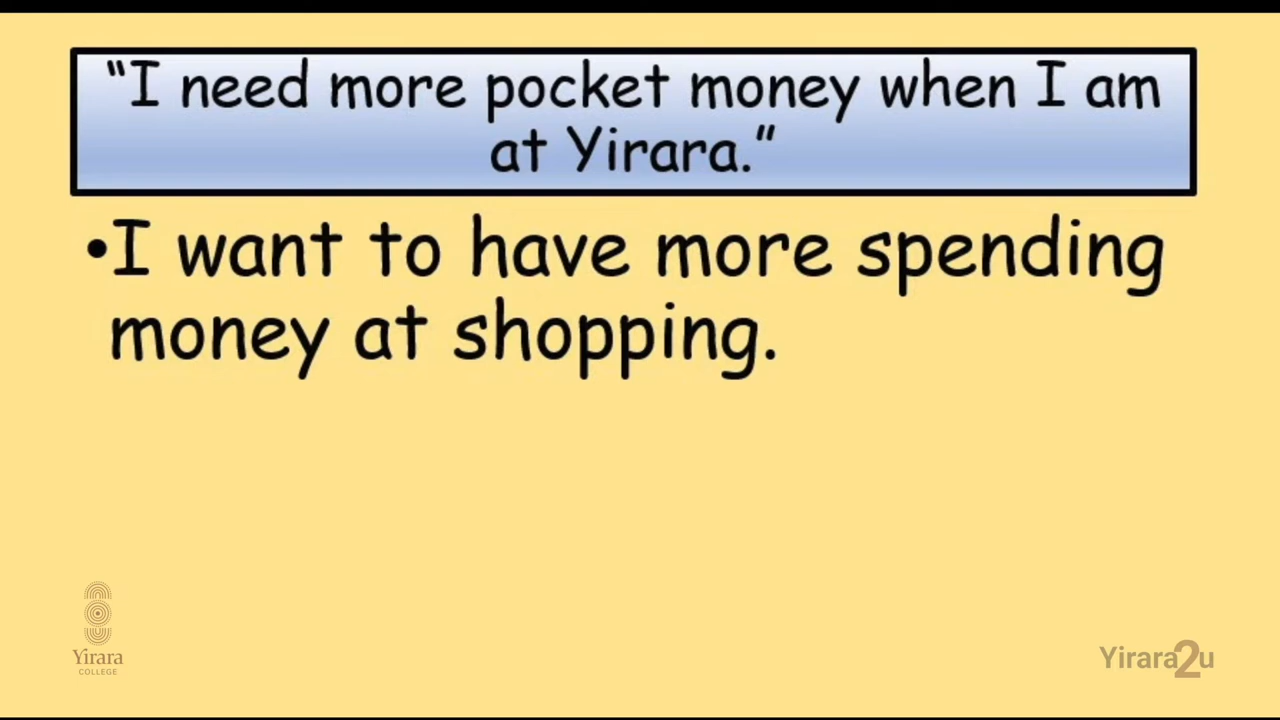 “I need more pocket money when I am
at Yirara.”
•I want to have more spending
money at shopping.
Yirara
COLLEGE
Yirara2u